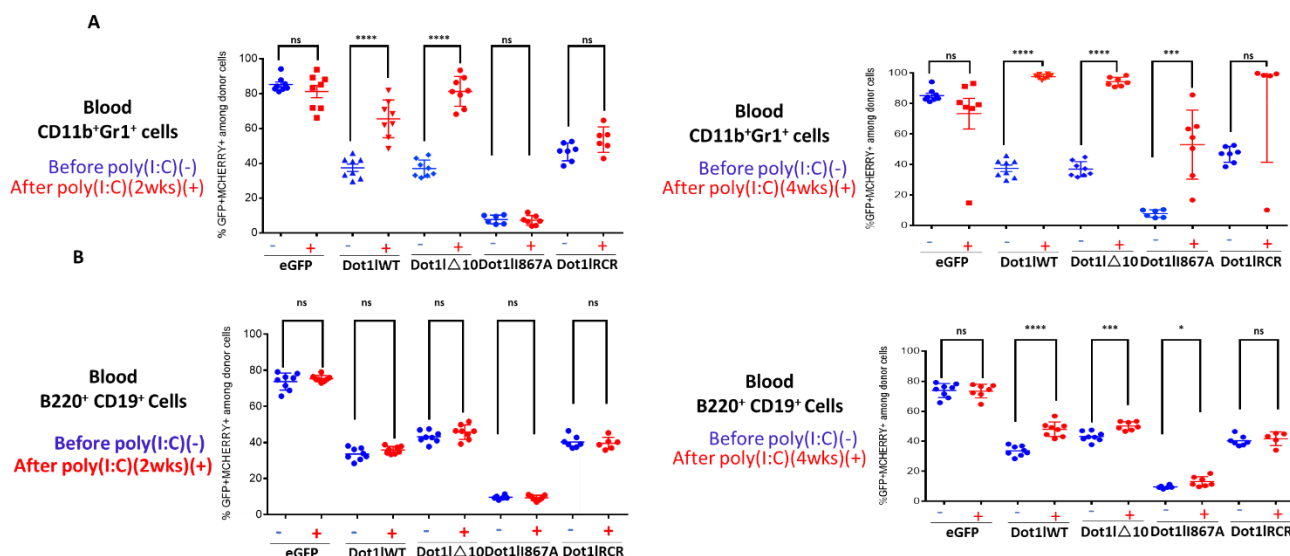 A
Blood
CD11b⁺Gr1⁺ cells
Before poly(I:C)(-)
After poly(I:C)(2wks)(+)
% GFP+MCHERRY+ among donor cells
100
80
60
40
20
0
ns
****
****
ns
ns
- + - + - + - + - +
eGFP Dot1lWT Dot1l△10 Dot1lI867A Dot1lRCR
Blood
CD11b⁺Gr1⁺ cells
Before poly(I:C)(-)
After poly(I:C)(4wks)(+)
%GFP+MCHERRY+ among donor cells
100
80
60
40
20
0
ns
****
****
***
ns
- + - + - + - + - +
eGFP Dot1lWT Dot1l△10 Dot1lI867A Dot1lRCR
B
Blood
B220⁺ CD19⁺ Cells
Before poly(I:C)(-)
After poly(I:C)(2wks)(+)
% GFP+MCHERRY+ among donor cells
100
80
60
40
20
0
ns
ns
ns
ns
ns
- + - + - + - + - +
eGFP Dot1lWT Dot1l△10 Dot1lI867A Dot1lRCR
Blood
B220⁺ CD19⁺ Cells
Before poly(I:C)(-)
After poly(I:C)(4wks)(+)
%GFP+MCHERRY+ among donor cells
100
80
60
40
20
0
ns
****
***
*
ns
- + - + - + - + - +
eGFP Dot1lWT Dot1l△10 Dot1lI867A Dot1lRCR